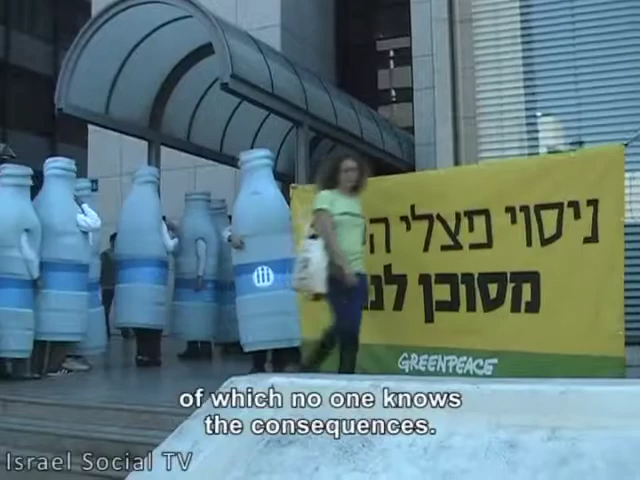 ניסוי פצלי ה
מסוכן
GREENPEACE
of which no one knows
the consequences.
Israel Social TV